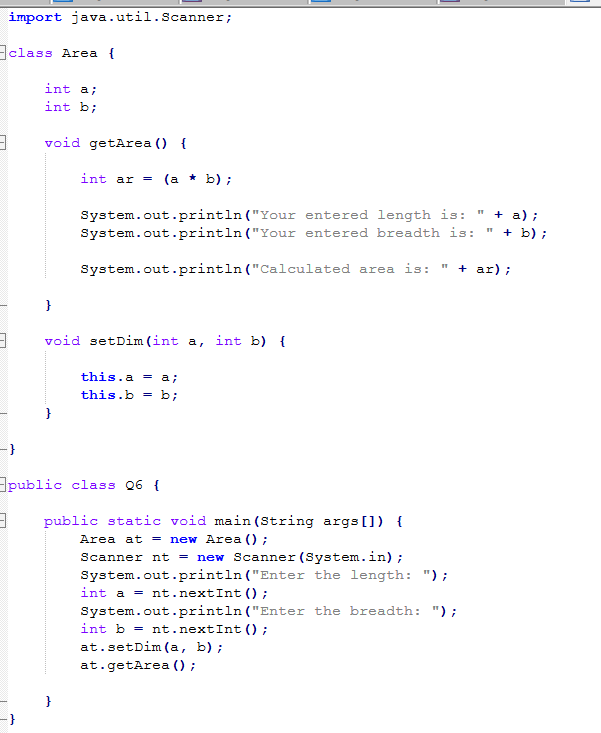 import java.util.Scanner;
class Area {
int a;
int b;
void getArea() {
int ar = (a * b);
System.out.println("Your entered length is: " + a);
System.out.println("Your entered breadth is: " + b);
System.out.println("Calculated area is: " + ar);
}
void setDim(int a, int b) {
this.a = a;
this.b = b;
}
}
public class Q6 {
public static void main(String args[]) {
Area at = new Area();
Scanner nt = new Scanner(System.in);
System.out.println("Enter the length: ");
int a = nt.nextInt();
System.out.println("Enter the breadth: ");
int b = nt.nextInt();
at.setDim(a, b);
at.getArea();
}
}